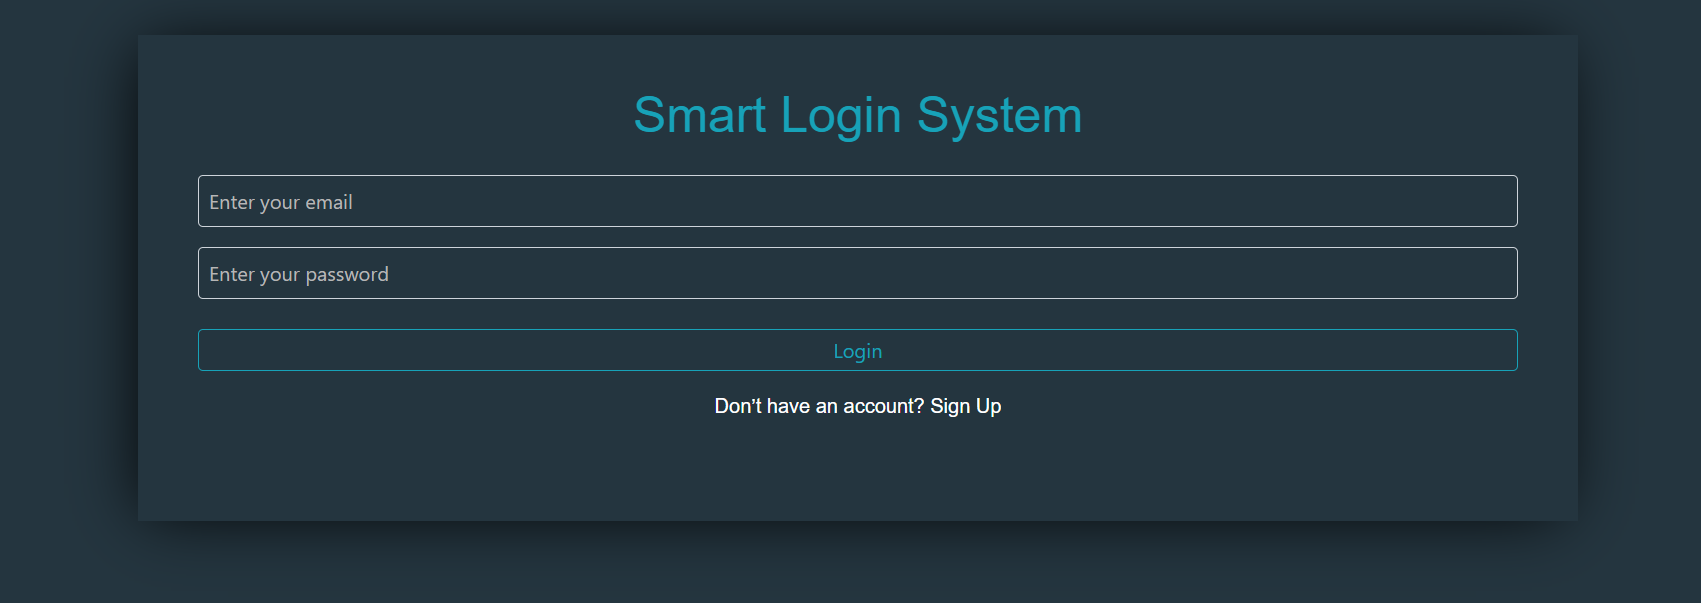 Smart Login System
Enter your email
Enter your password
Login
Don’t have an account? Sign Up